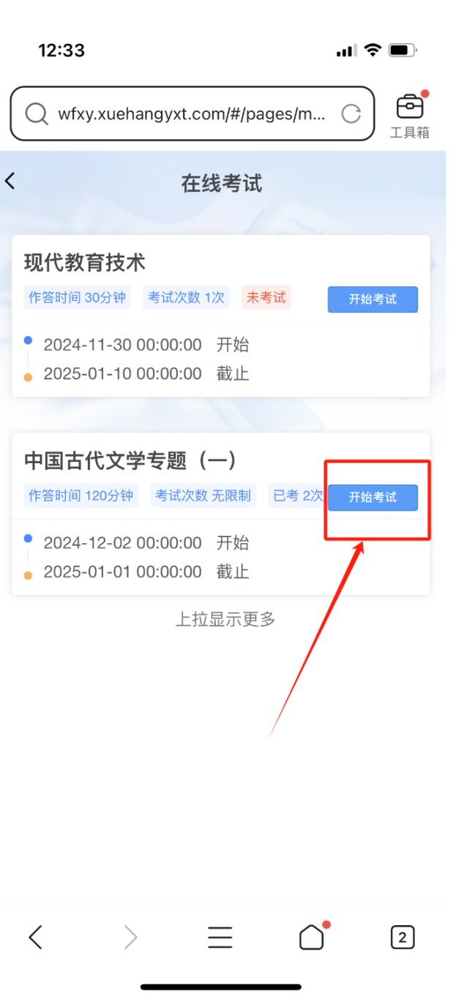 12:33
wfxy.xuehangyxt.com/#/pages/m...
工具箱
在线考试
现代教育技术
作答时间 30分钟 考试次数 1次 未考试 开始考试
2024-11-30 00:00:00 开始
2025-01-10 00:00:00 截止
中国古代文学专题（一）
作答时间 120分钟 考试次数 无限制 已考 2次 开始考试
2024-12-02 00:00:00 开始
2025-01-01 00:00:00 截止
上拉显示更多
2